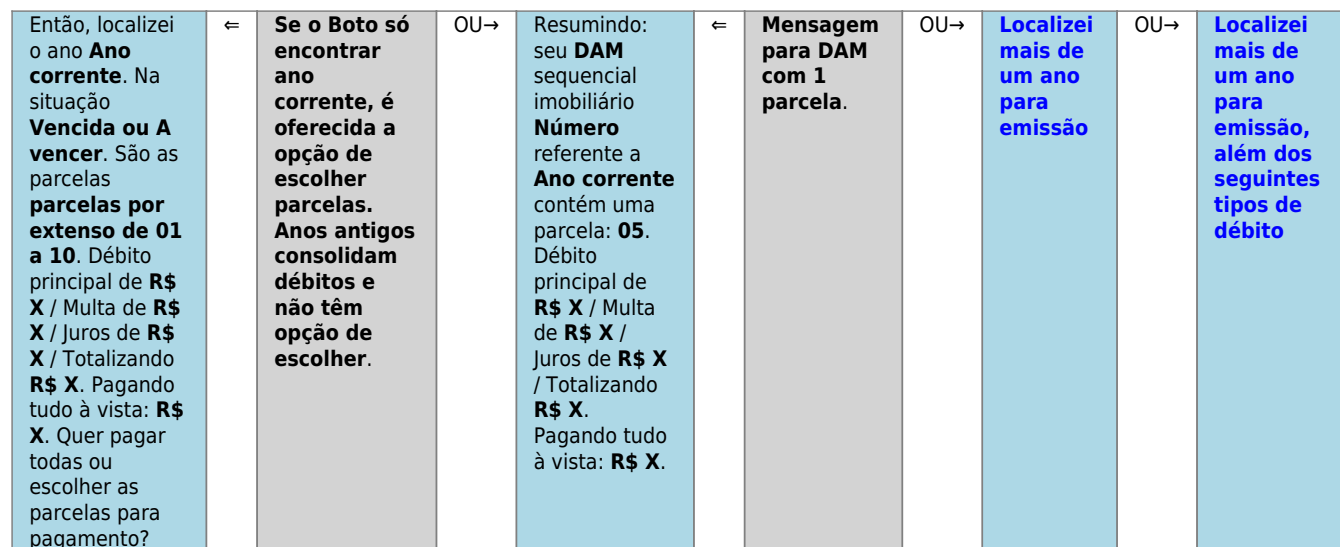 Então, localizei
o ano Ano
corrente. Na
situação
Vencida ou A
vencer. São as
parcelas
parcelas por
extenso de 01
a 10. Débito
principal de R$
X / Multa de R$
X / Juros de R$
X / Totalizando
R$ X. Pagando
tudo à vista: R$
X. Quer pagar
todas ou
escolher as
parcelas para
pagamento?
⇐
Se o Boto só
encontrar
ano
corrente, é
oferecida a
opção de
escolher
parcelas.
Anos antigos
consolidam
débitos e
não têm
opção de
escolher.
OU→
Resumindo:
seu DAM
sequencial
imobiliário
Número
referente a
Ano corrente
contém uma
parcela: 05.
Débito
principal de
R$ X / Multa
de R$ X /
Juros de R$ X
/ Totalizando
R$ X.
Pagando tudo
à vista: R$ X.
⇐
Mensagem
para DAM
com 1
parcela.
OU→
Localizei
mais de
um ano
para
emissão
OU→
Localizei
mais de
um ano
para
emissão,
além dos
seguintes
tipos de
débito